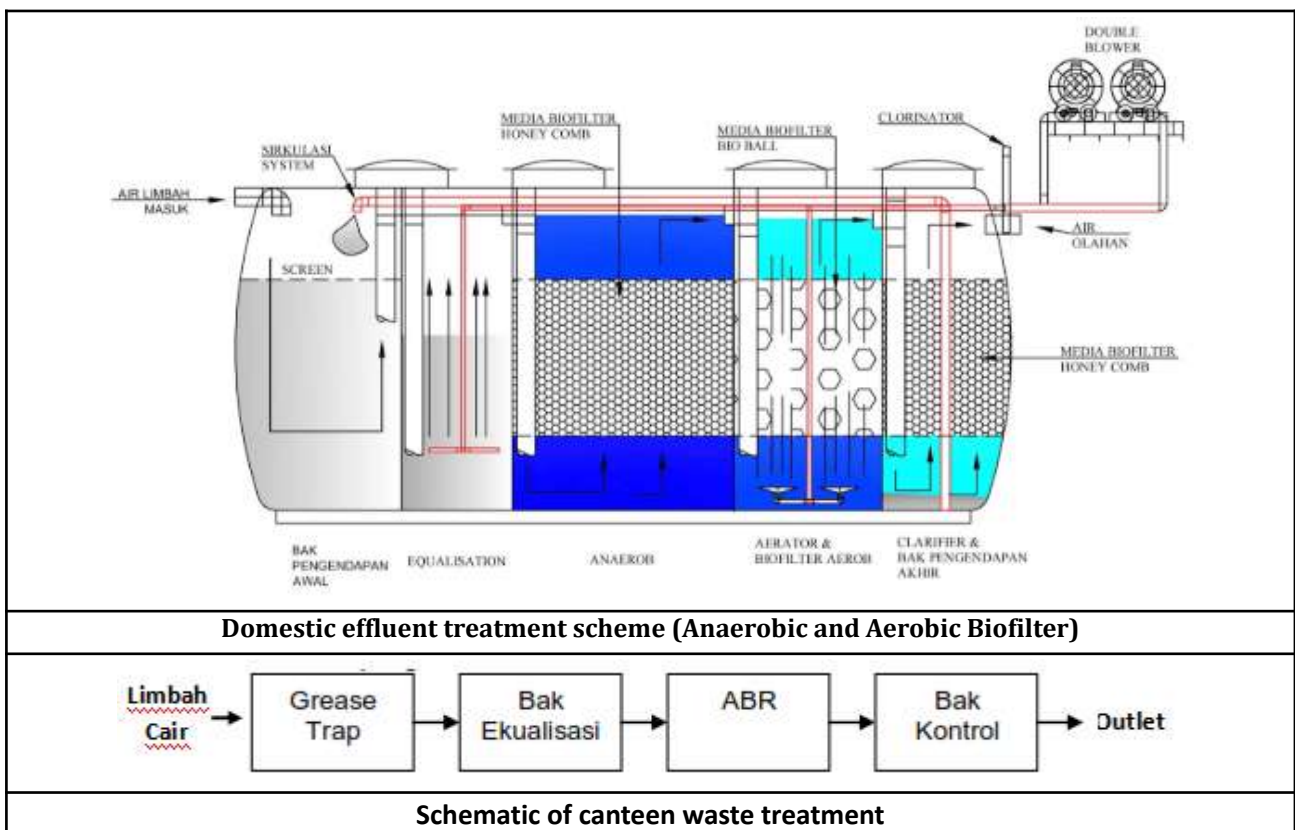 DOUBLE
BLOWER
MEDIA BIOFILTER
HONEY COMB
MEDIA BIOFILTER
BIO BALL
CLORINATOR
SIRKULASI
SYSTEM
AIR LIMBAH
MASUK
AIR
OLAHAN
SCREEN
MEDIA BIOFILTER
HONEY COMB
BAK
PENGENDAPAN
AWAL
EQUALISATION
ANAEROB
AERATOR &
BIOFILTER AEROB
CLARIFIER &
BAK PENGENDAPAN
AKHIR
Domestic effluent treatment scheme (Anaerobic and Aerobic Biofilter)
Limbah
Cair
Grease
Trap
Bak
Ekualisasi
ABR
Bak
Kontrol
Outlet
Schematic of canteen waste treatment